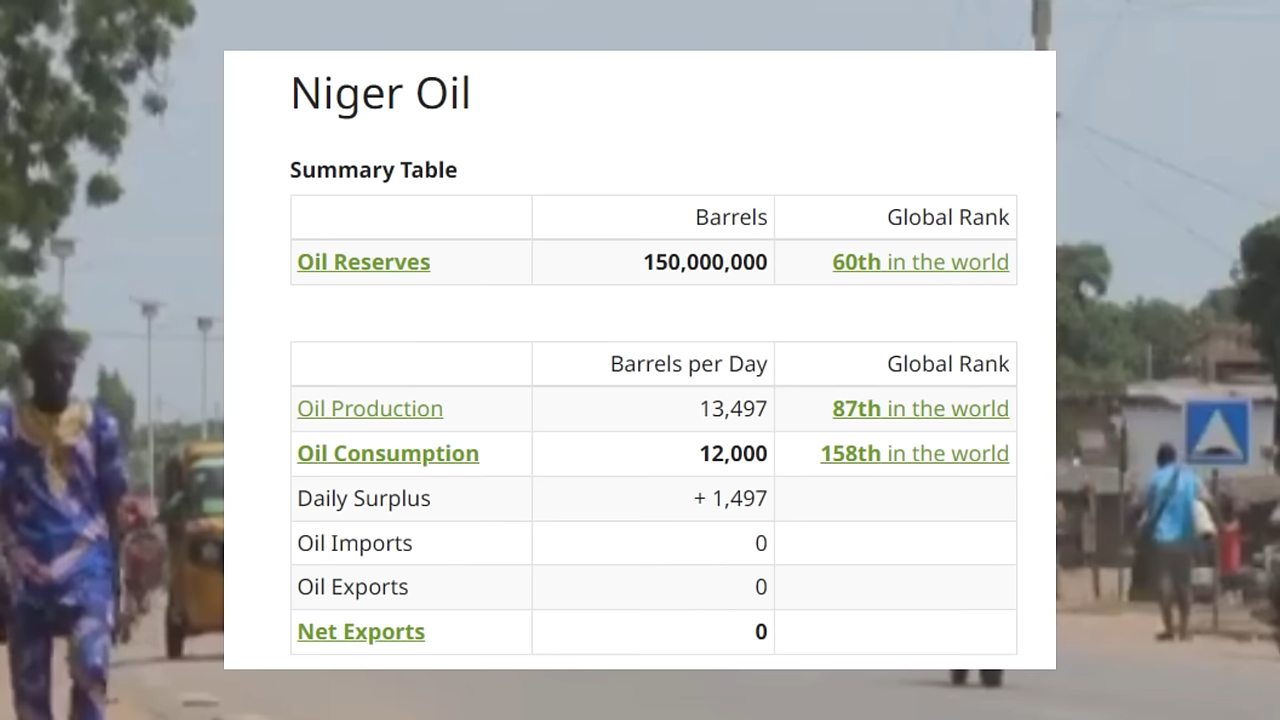 Niger Oil
Summary Table
Barrels Global Rank
Oil Reserves 150,000,000 60th in the world
Barrels per Day Global Rank
Oil Production 13,497 87th in the world
Oil Consumption 12,000 158th in the world
Daily Surplus + 1,497
Oil Imports 0
Oil Exports 0
Net Exports 0